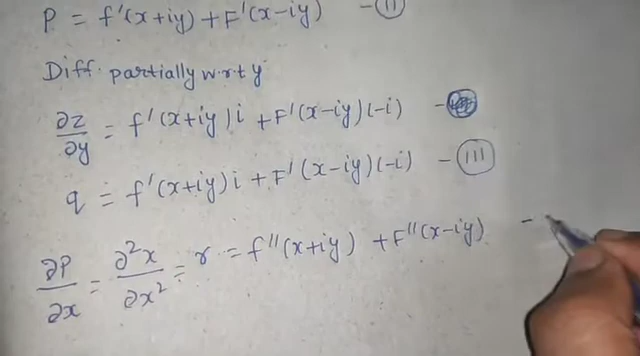 P = f'(x+iy) + F'(x-iy) - (II)
Diff. partially w.r.t y
∂z/∂y = f'(x+iy)i + F'(x-iy)(-i) -
q = f'(x+iy)i + F'(x-iy)(-i) - (III)
∂P/∂x = ∂²x/∂x² = r = f''(x+iy) + F''(x-iy) -